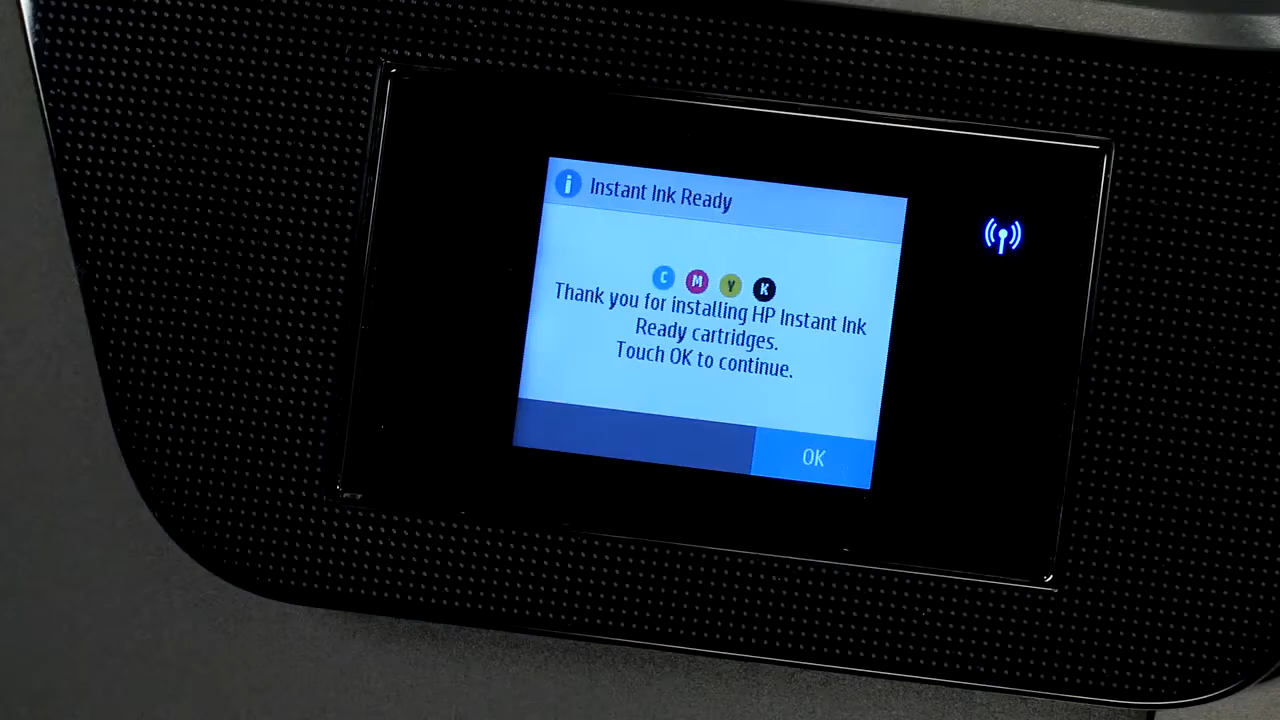 i Instant Ink Ready
C M Y K
Thank you for installing HP Instant Ink
Ready cartridges.
Touch OK to continue.
OK